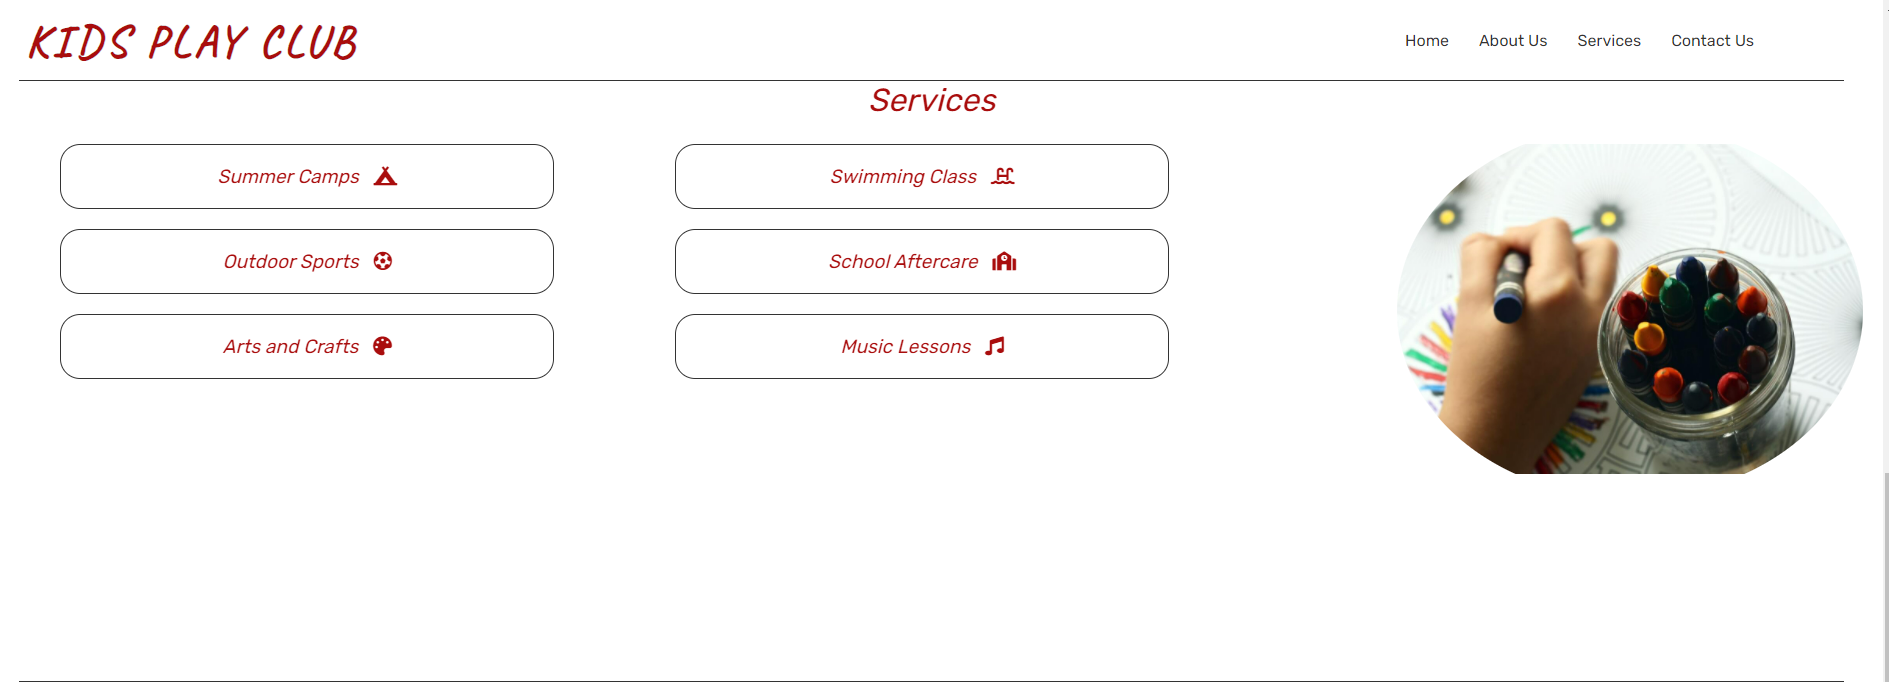 KIDS PLAY CLUB
Home About Us Services Contact Us
Services
Summer Camps
Swimming Class
Outdoor Sports
School Aftercare
Arts and Crafts
Music Lessons